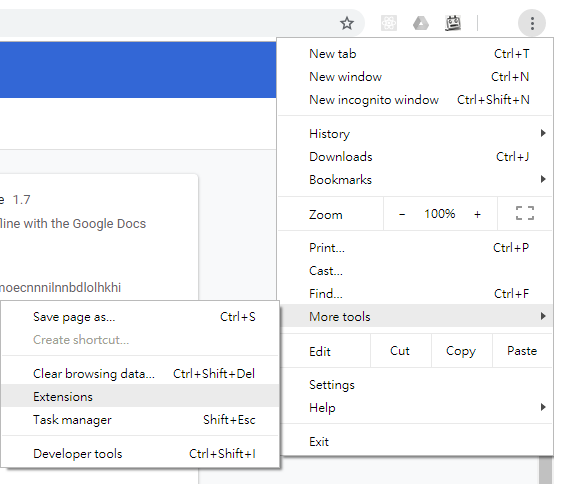 New tab Ctrl+T
New window Ctrl+N
New incognito window Ctrl+Shift+N
History
Downloads Ctrl+J
Bookmarks
Zoom - 100% +
Print... Ctrl+P
Cast...
Find... Ctrl+F
More tools
Edit Cut Copy Paste
Settings
Help
Exit
e 1.7
fline with the Google Docs
moecnnnilnnbdlolhkhi
Save page as... Ctrl+S
Create shortcut...
Clear browsing data... Ctrl+Shift+Del
Extensions
Task manager Shift+Esc
Developer tools Ctrl+Shift+I